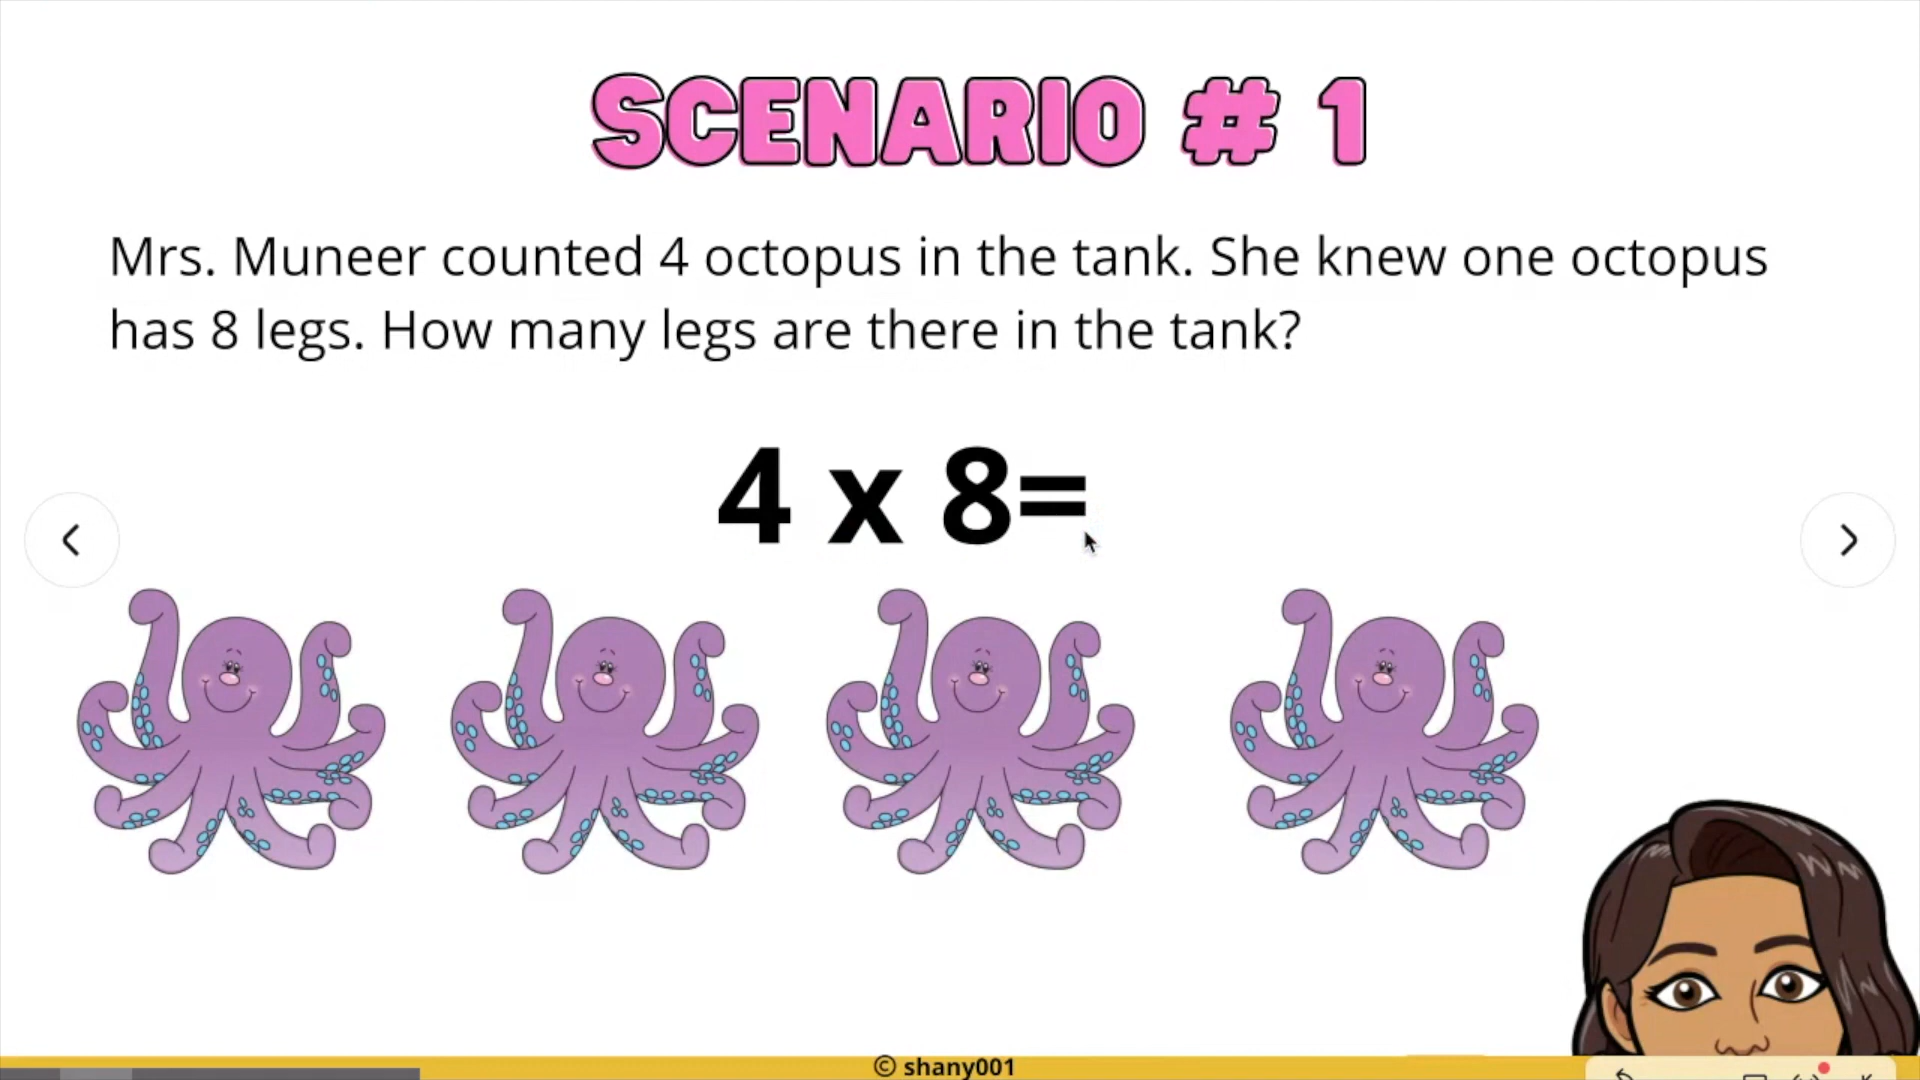 SCENARIO # 1
Mrs. Muneer counted 4 octopus in the tank. She knew one octopus
has 8 legs. How many legs are there in the tank?
4 x 8=
© shany001